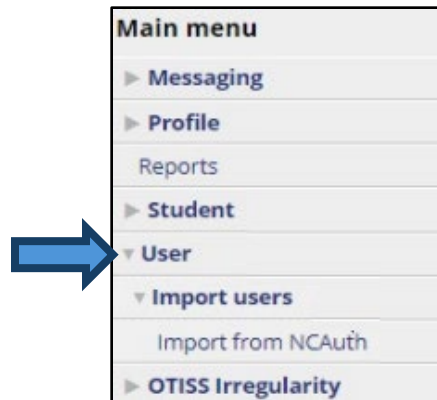 Main menu
Messaging
Profile
Reports
Student
User
Import users
Import from NCAuth
OTISS Irregularity